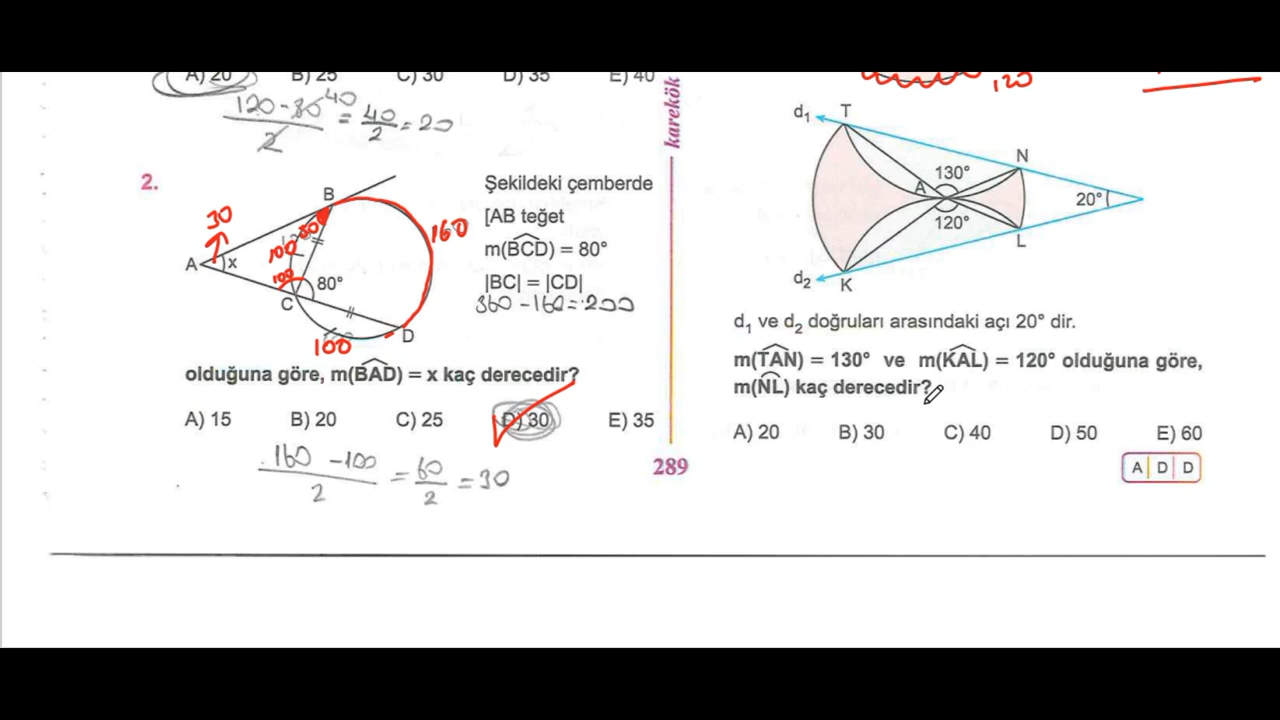 A) 20 B) 25 C) 30 D) 35 E) 40
120 - 80 40 / 2 = 40 / 2 = 20
2.
B
A
x
C
D
80°
30
100
50
100
160
100
Şekildeki çemberde
[AB teğet
m(BCD) = 80°
|BC| = |CD|
360 - 160 = 200
olduğuna göre, m(BAD) = x kaç derecedir?
A) 15 B) 20 C) 25 D) 30 E) 35
160 - 100 / 2 = 60 / 2 = 30
karekök
289
120
d₁ T
N
A
130°
120°
20°
L
d₂ K
d₁ ve d₂ doğruları arasındaki açı 20° dir.
m(TAN) = 130° ve m(KAL) = 120° olduğuna göre,
m(NL) kaç derecedir?
A) 20 B) 30 C) 40 D) 50 E) 60
A D D